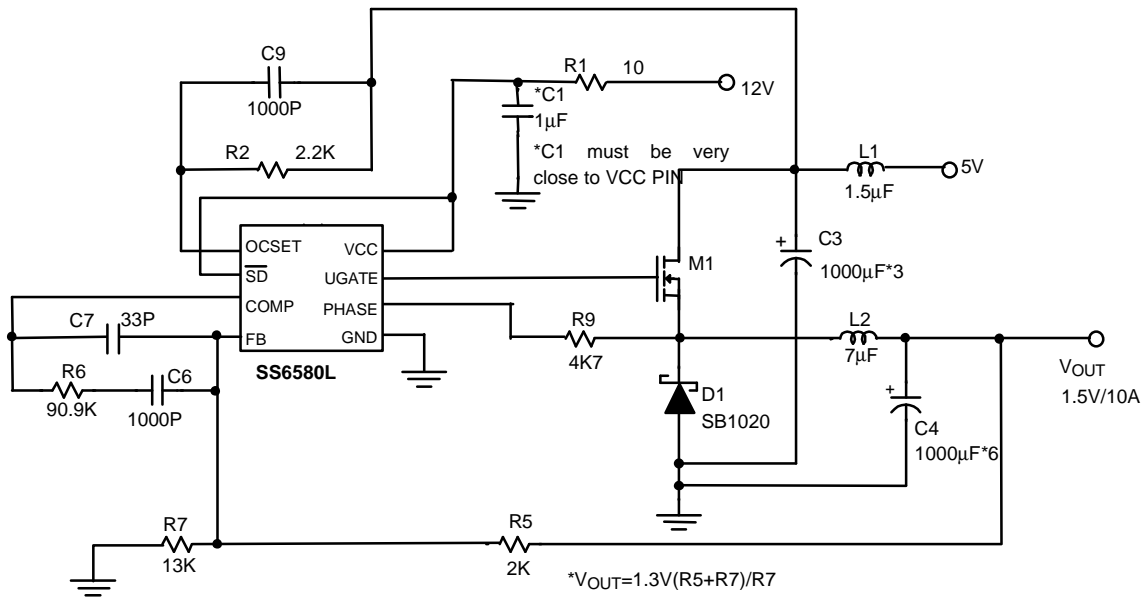 C9
1000P
R2 2.2K
R1 10
12V
*C1
1µF
*C1 must be very
close to VCC PIN
L1
5V
1.5µF
OCSET VCC
SD UGATE
COMP PHASE
FB GND
SS6580L
M1
C3
1000µF*3
C7 33P
R6 C6
90.9K 1000P
R9
4K7
L2
7µF
VOUT
1.5V/10A
D1
SB1020
C4
1000µF*6
R7
13K
R5
2K
*VOUT=1.3V(R5+R7)/R7